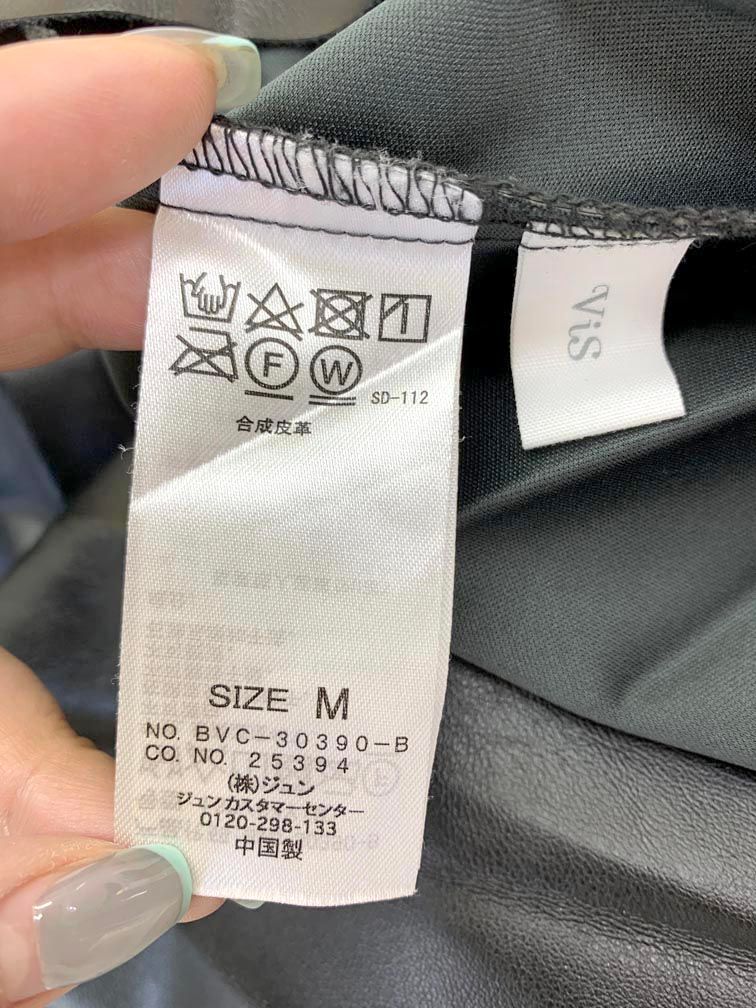 F
W
SD-112
合成皮革
SIZE M
NO. BVC-30390-B
CO. NO. 25394
(株)ジュン
ジュンカスタマーセンター
0120-298-133
中国製
ViS